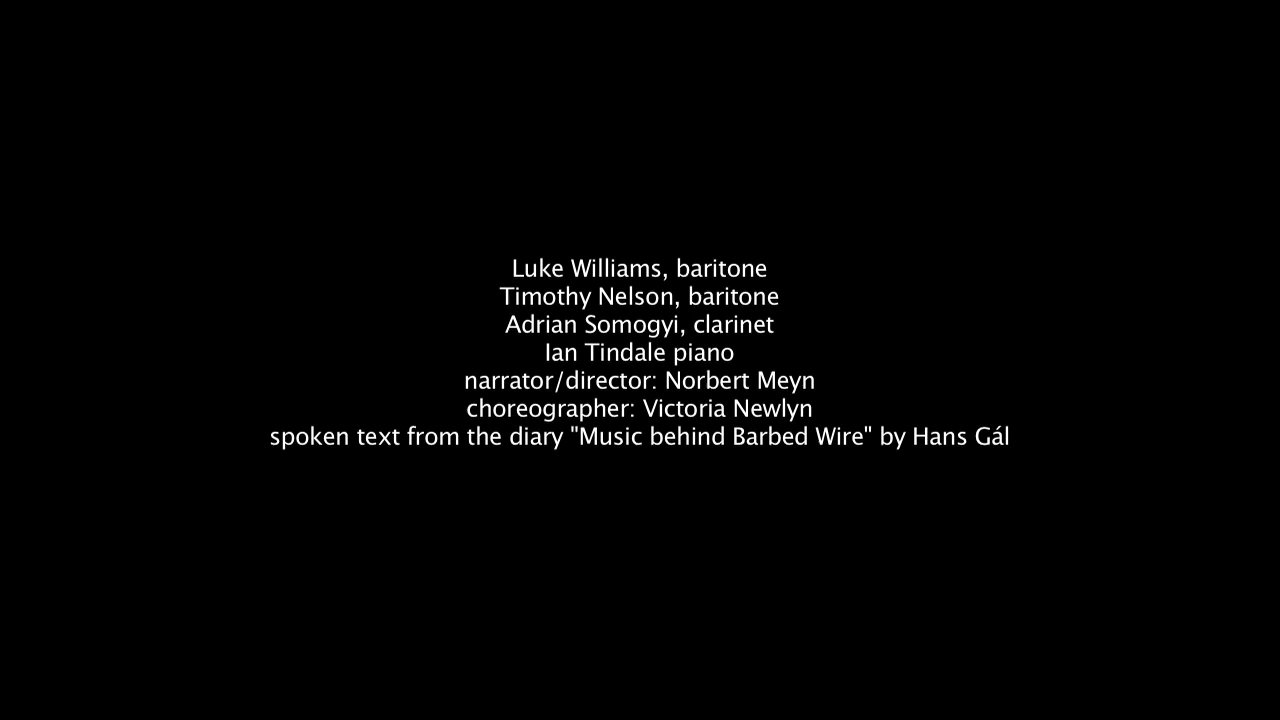 Luke Williams, baritone
Timothy Nelson, baritone
Adrian Somogyi, clarinet
Ian Tindale piano
narrator/director: Norbert Meyn
choreographer: Victoria Newlyn
spoken text from the diary "Music behind Barbed Wire" by Hans Gál